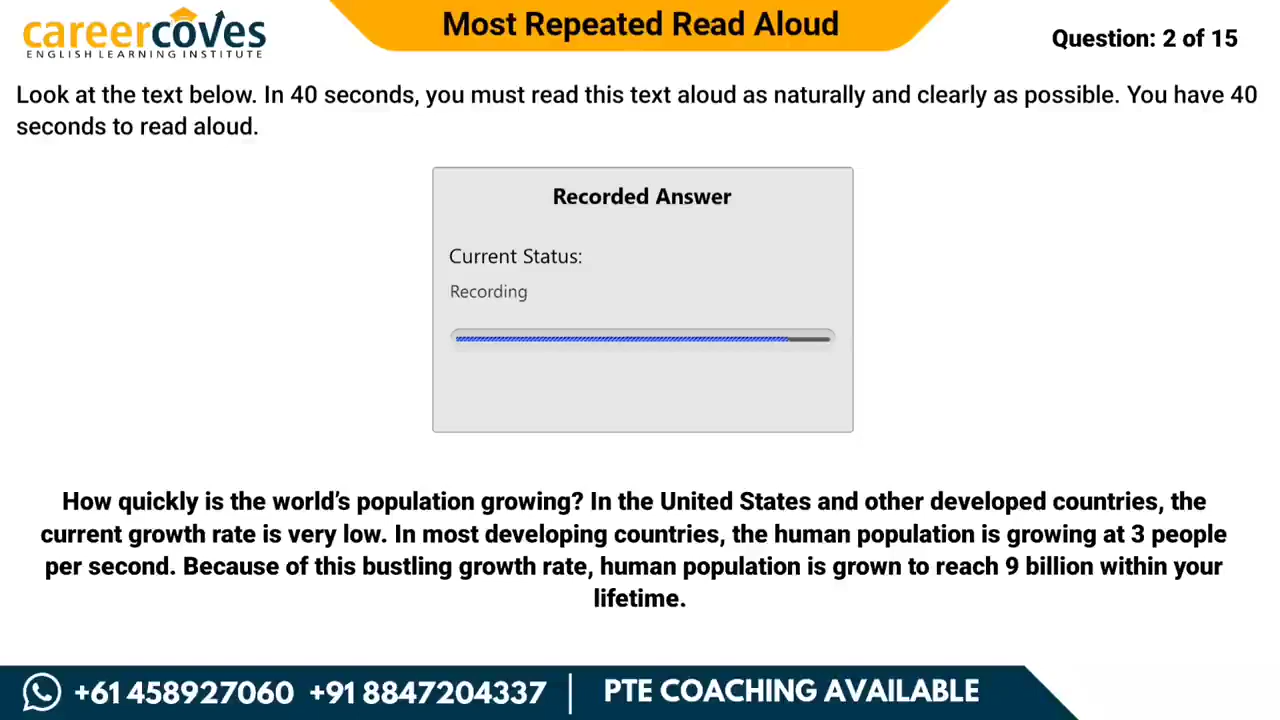 careercoves
ENGLISH LEARNING INSTITUTE
Most Repeated Read Aloud
Question: 2 of 15
Look at the text below. In 40 seconds, you must read this text aloud as naturally and clearly as possible. You have 40
seconds to read aloud.
Recorded Answer
Current Status:
Recording
How quickly is the world’s population growing? In the United States and other developed countries, the
current growth rate is very low. In most developing countries, the human population is growing at 3 people
per second. Because of this bustling growth rate, human population is grown to reach 9 billion within your
lifetime.
+61 458927060 +91 8847204337 | PTE COACHING AVAILABLE